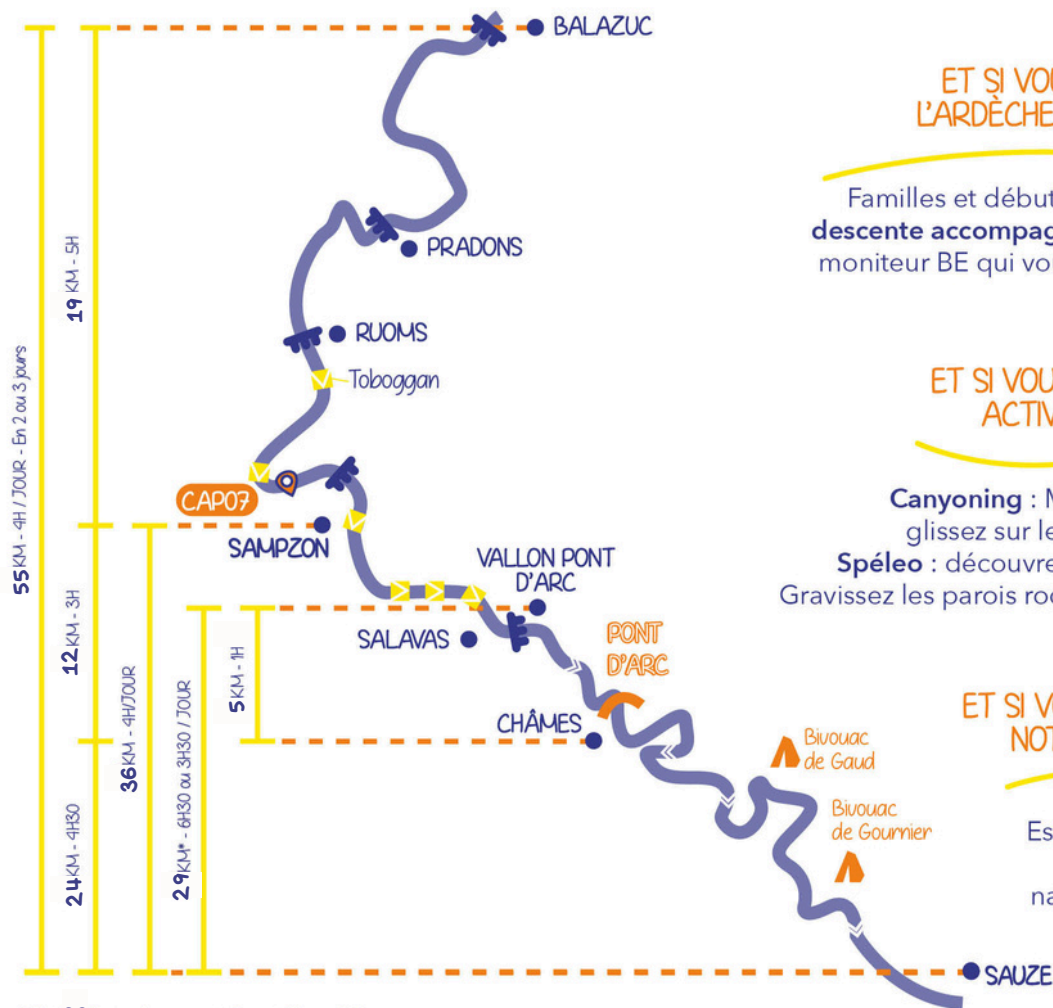 BALAZUC
PRADONS
RUOMS
Toboggan
CAP07
SAMPZON
VALLON PONT
D'ARC
SALAVAS
PONT
D'ARC
CHÂMES
Bivouac
de Gaud
Bivouac
de Gournier
SAUZE
55 KM - 4H / JOUR - En 2 ou 3 jours
19 KM - 5H
12 KM - 3H
24 KM - 4H30
36 KM - 4H/JOUR
29 KM* - 6H30 ou 3H30 / JOUR
5 KM - 1H
ET SI VOU
L'ARDÈCHE
Familles et début
descente accompag
moniteur BE qui vo
ET SI VOU
ACTIV
Canyoning : M
glissez sur le
Spéleo : découvre
Gravissez les parois roc
ET SI V
NOT
Es
na